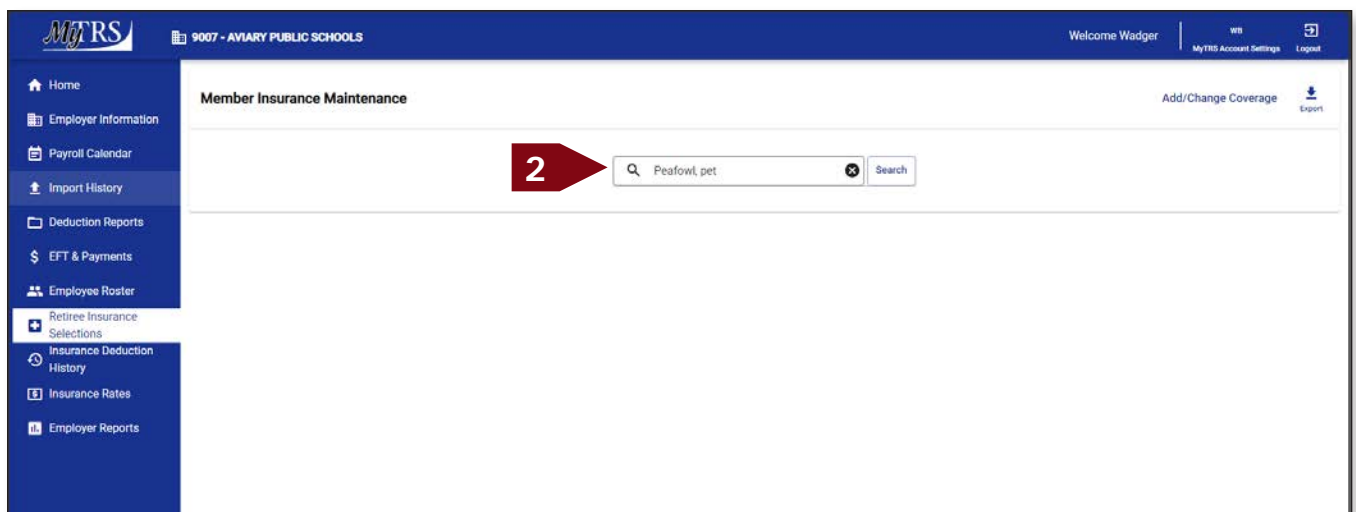 MyTRS
9007 - AVIARY PUBLIC SCHOOLS
Welcome Wadger
MyTRS Account Settings
Logout
Home
Employer Information
Payroll Calendar
Import History
Deduction Reports
EFT & Payments
Employee Roster
Retiree Insurance
Selections
Insurance Deduction
History
Insurance Rates
Employer Reports
Member Insurance Maintenance
Add/Change Coverage
Export
2
Peafowl, pet
Search